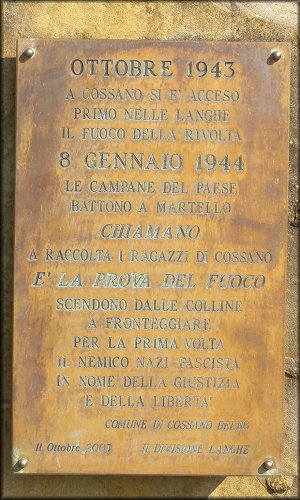 OTTOBRE 1943
A COSSANO SI E' ACCESO
PRIMO NELLE LANGHE
IL FUOCO DELLA RIVOLTA
8 GENNAIO 1944
LE CAMPANE DEL PAESE
BATTONO A MARTELLO
CHIAMANO
A RACCOLTA I RAGAZZI DI COSSANO
E' LA PROVA DEL FUOCO
SCENDONO DALLE COLLINE
A FRONTEGGIARE
PER LA PRIMA VOLTA
IL NEMICO NAZI-FASCISTA
IN NOME DELLA GIUSTIZIA
E DELLA LIBERTA'
COMUNE DI COSSANO BELBO
11 Ottobre 2003 II DIVISIONE LANGHE